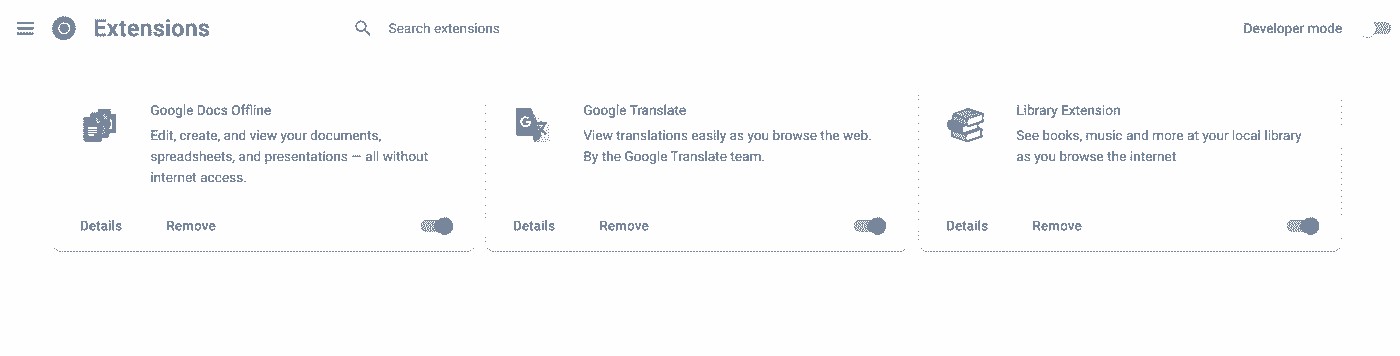 Extensions
Search extensions
Developer mode
Google Docs Offline
Edit, create, and view your documents,
spreadsheets, and presentations — all without
internet access.
Details
Remove
Google Translate
View translations easily as you browse the web.
By the Google Translate team.
Details
Remove
Library Extension
See books, music and more at your local library
as you browse the internet
Details
Remove